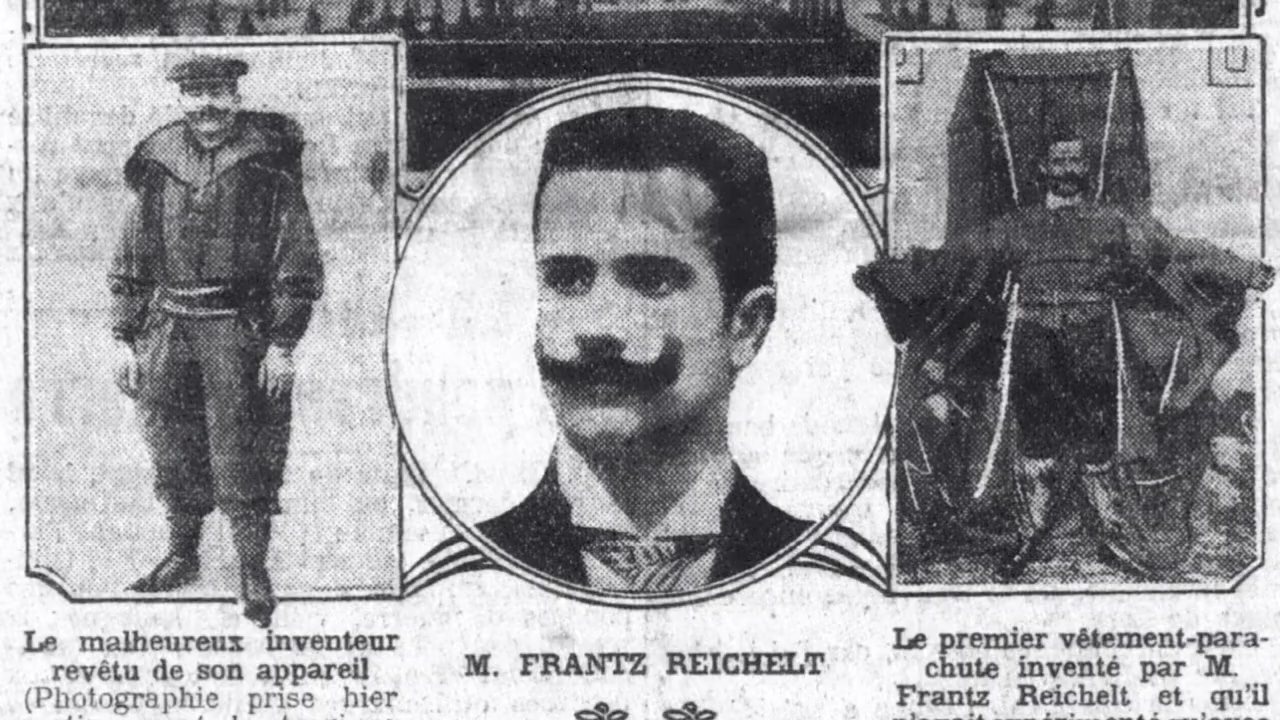 Le malheureux inventeur
revêtu de son appareil
(Photographie prise hier
M. FRANTZ REICHELT
Le premier vêtement-para-
chute inventé par M.
Frantz Reichelt et qu'il